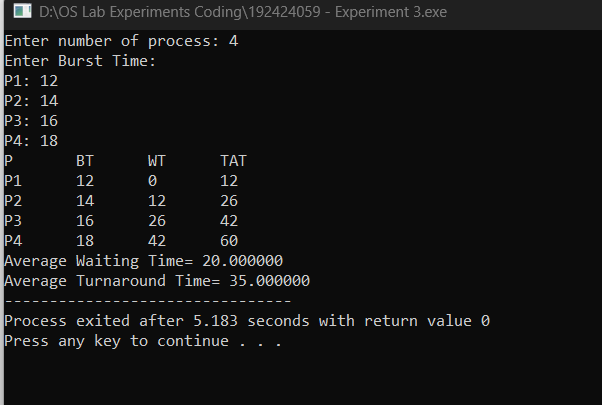 D:\OS Lab Experiments Coding\192424059 - Experiment 3.exe
Enter number of process: 4
Enter Burst Time:
P1: 12
P2: 14
P3: 16
P4: 18
P BT WT TAT
P1 12 0 12
P2 14 12 26
P3 16 26 42
P4 18 42 60
Average Waiting Time= 20.000000
Average Turnaround Time= 35.000000
--------------------------------
Process exited after 5.183 seconds with return value 0
Press any key to continue . . .